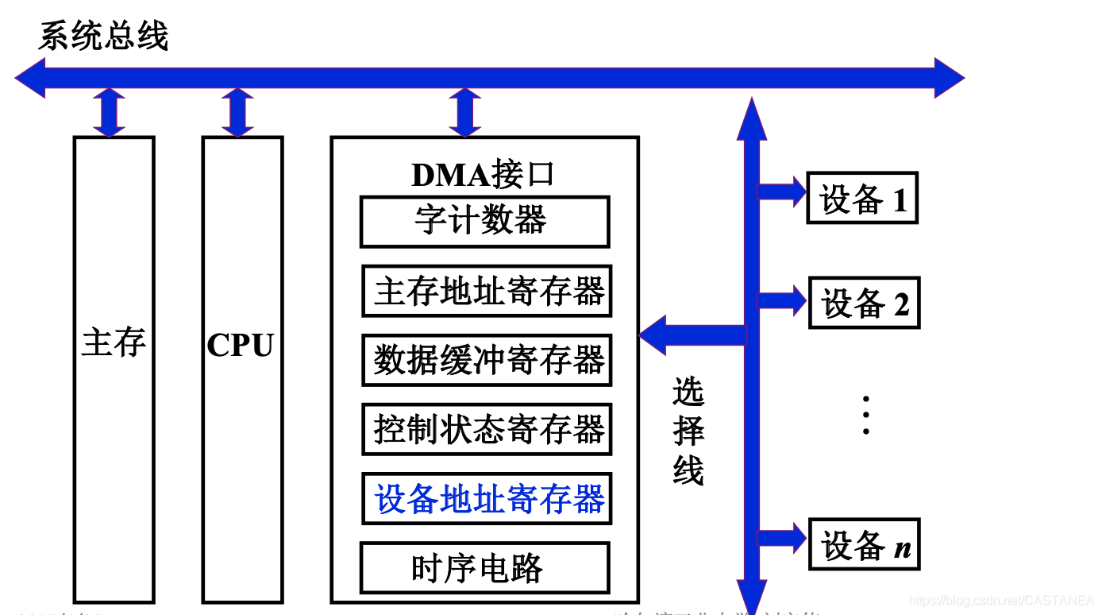 系统总线
DMA接口
字计数器
主存地址寄存器
数据缓冲寄存器
控制状态寄存器
设备地址寄存器
时序电路
主存
CPU
选择线
设备 1
设备 2
⋮
设备 n
https://blog.csdn.net/CASTANEA